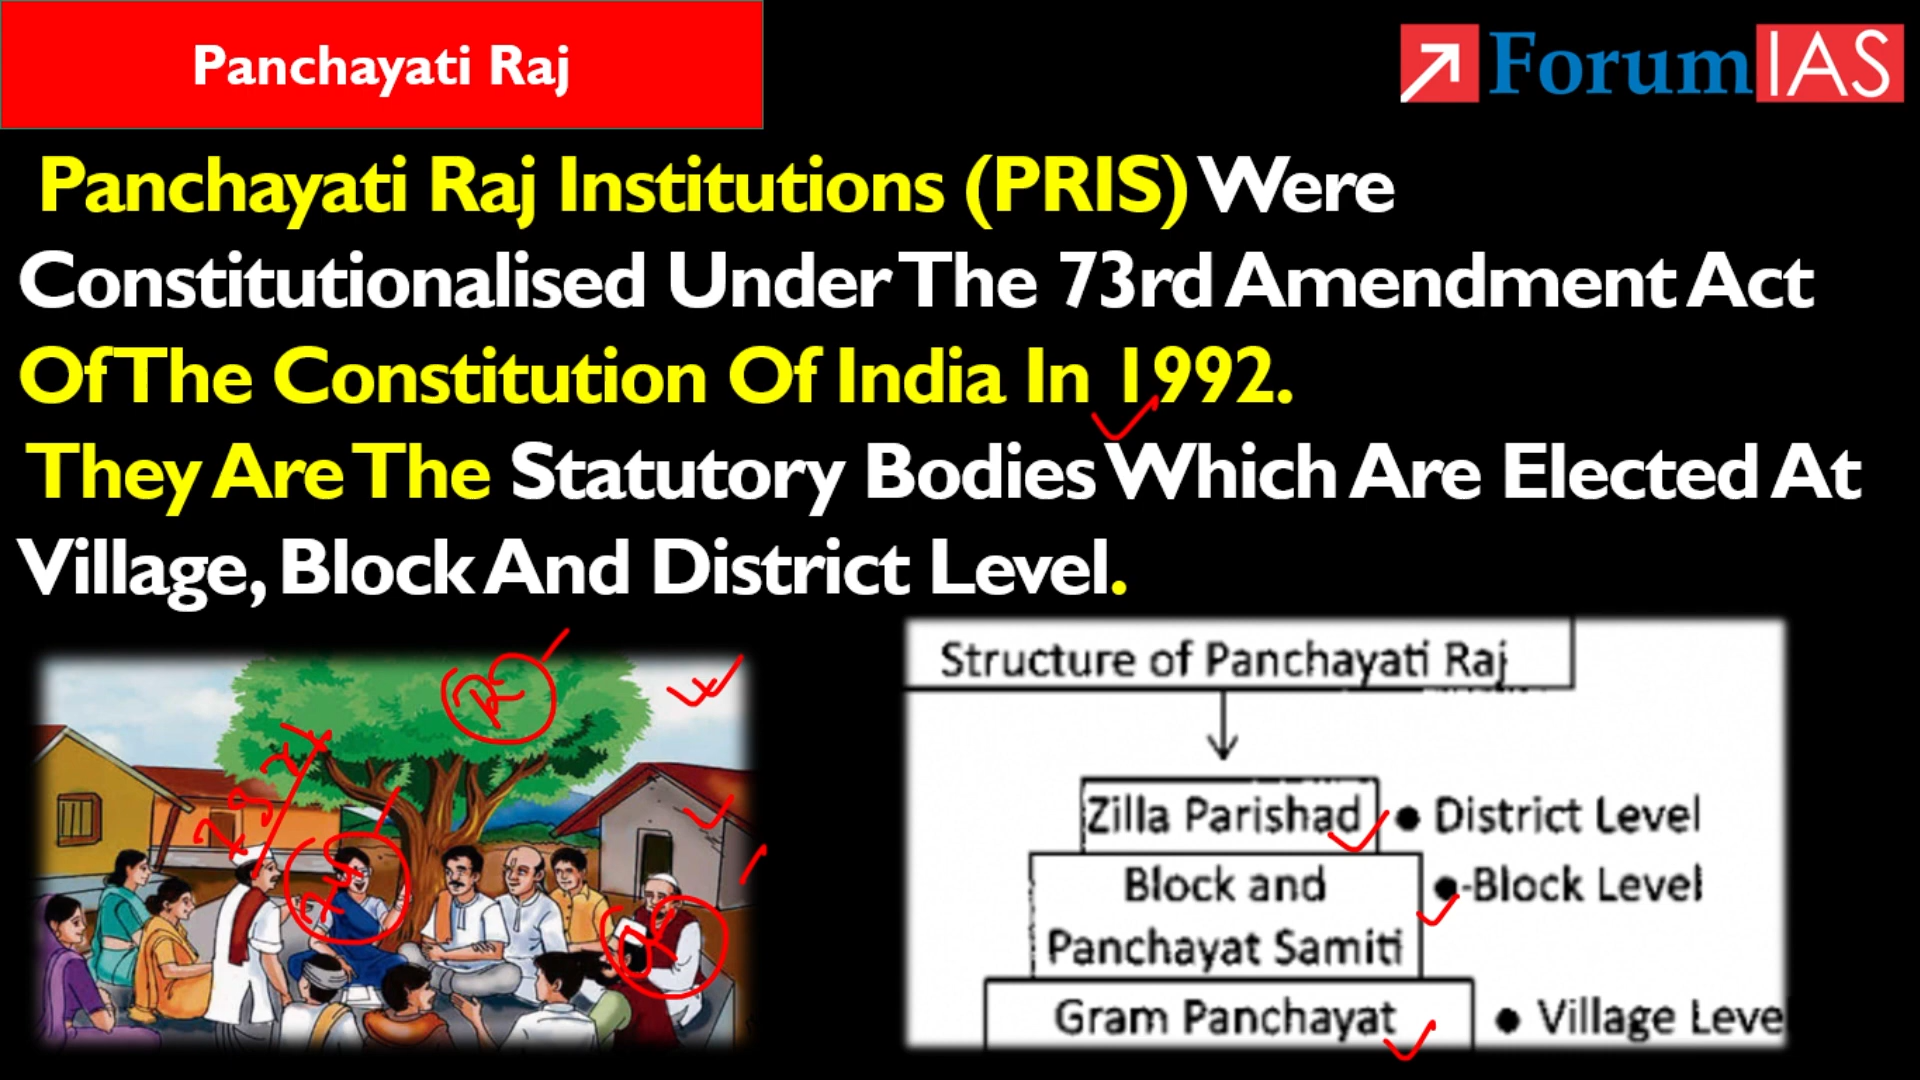 Panchayati Raj
ForumIAS
Panchayati Raj Institutions (PRIS) Were
Constitutionalised Under The 73rd Amendment Act
Of The Constitution Of India In 1992.
They Are The Statutory Bodies Which Are Elected At
Village, Block And District Level.
Structure of Panchayati Raj
Zilla Parishad • District Level
Block and •-Block Level
Panchayat Samiti
Gram Panchayat • Village Leve